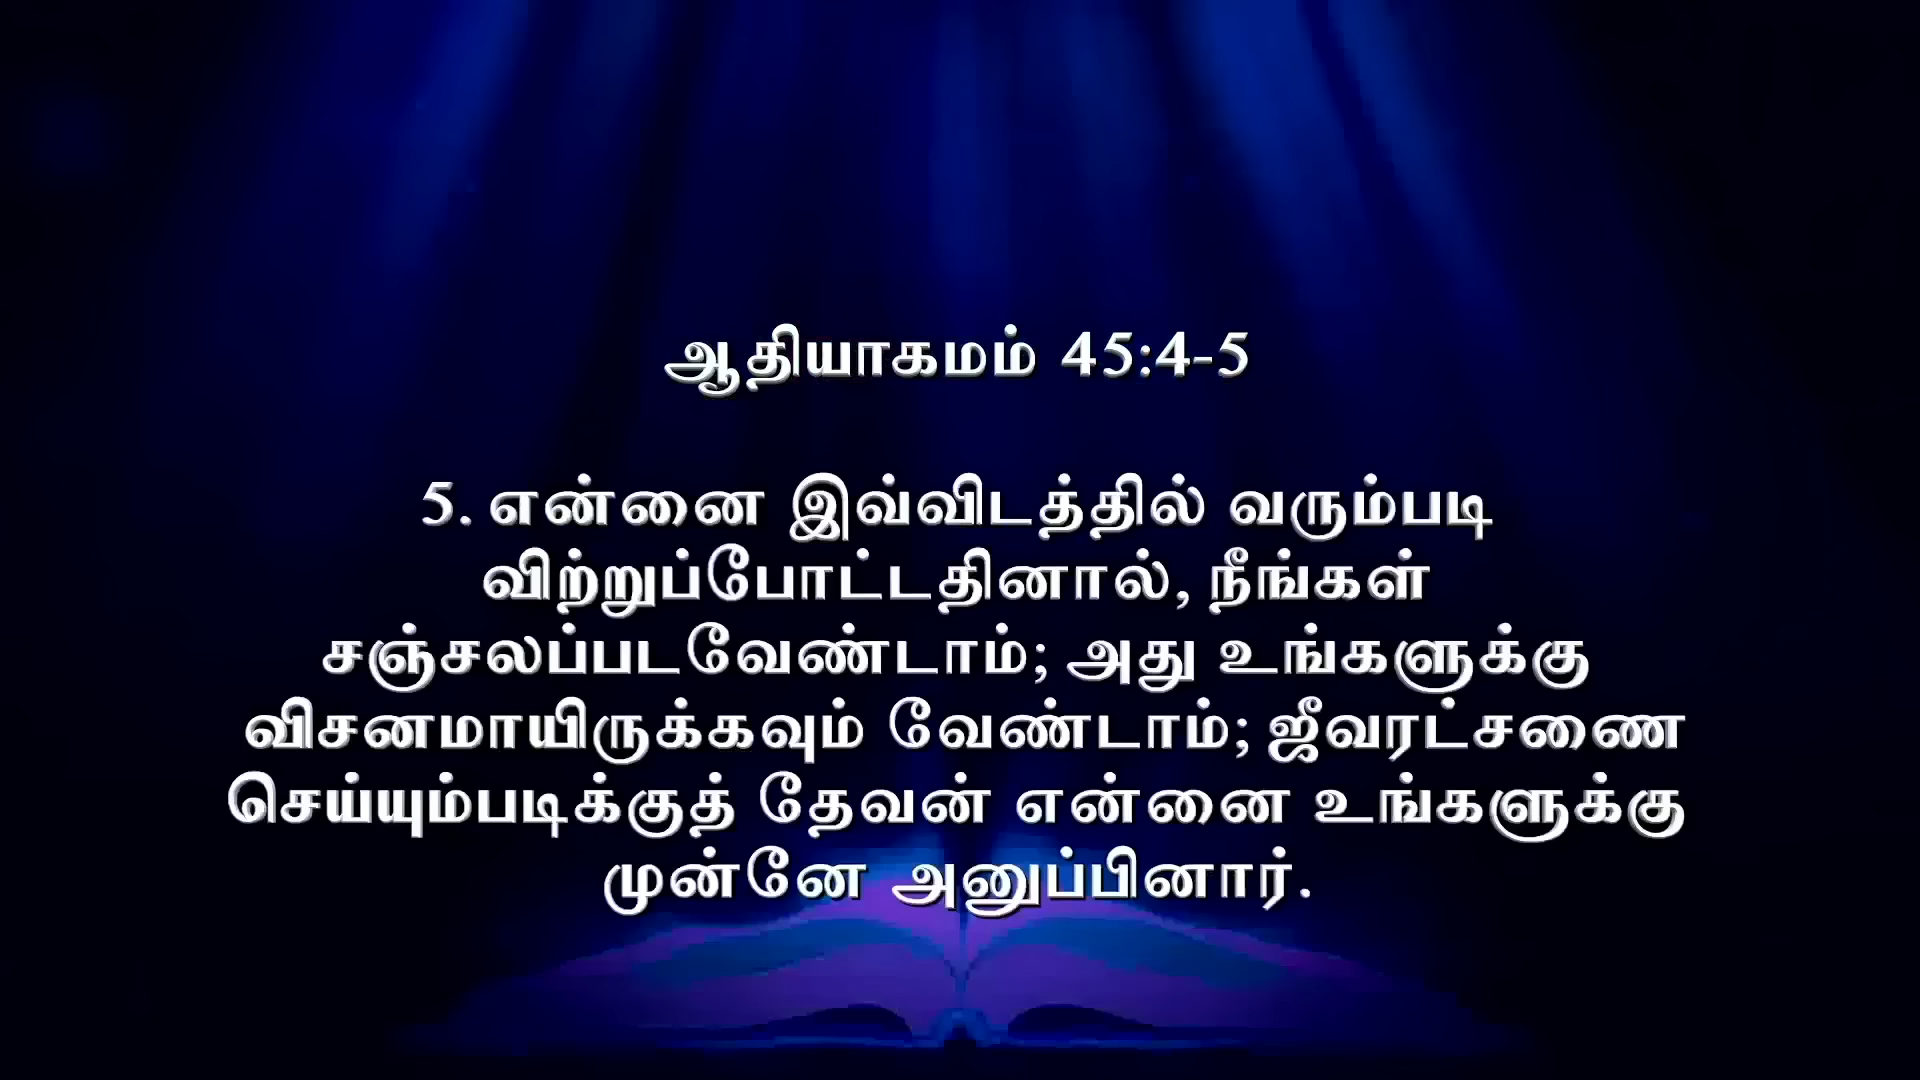 ஆதியாகமம் 45:4-5
5. என்னை இவ்விடத்தில் வரும்படி
விற்றுப்போட்டதினால், நீங்கள்
சஞ்சலப்படவேண்டாம்; அது உங்களுக்கு
விசனமாயிருக்கவும் வேண்டாம்; ஜீவரட்சணை
செய்யும்படிக்குத் தேவன் என்னை உங்களுக்கு
முன்னே அனுப்பினார்.